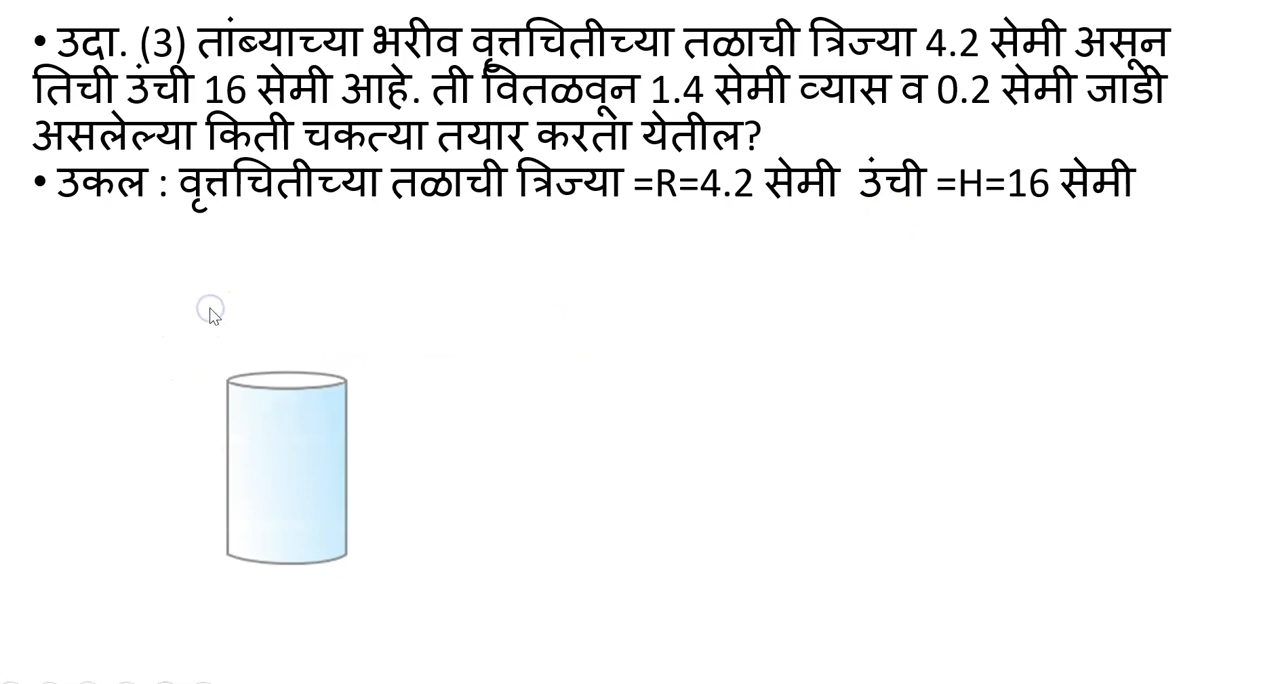 • उदा. (3) तांब्याच्या भरीव वृत्तचितीच्या तळाची त्रिज्या 4.2 सेमी असून
तिची उंची 16 सेमी आहे. ती वितळवून 1.4 सेमी व्यास व 0.2 सेमी जाडी
असलेल्या किती चकत्या तयार करता येतील?
• उकल : वृत्तचितीच्या तळाची त्रिज्या =R=4.2 सेमी उंची =H=16 सेमी